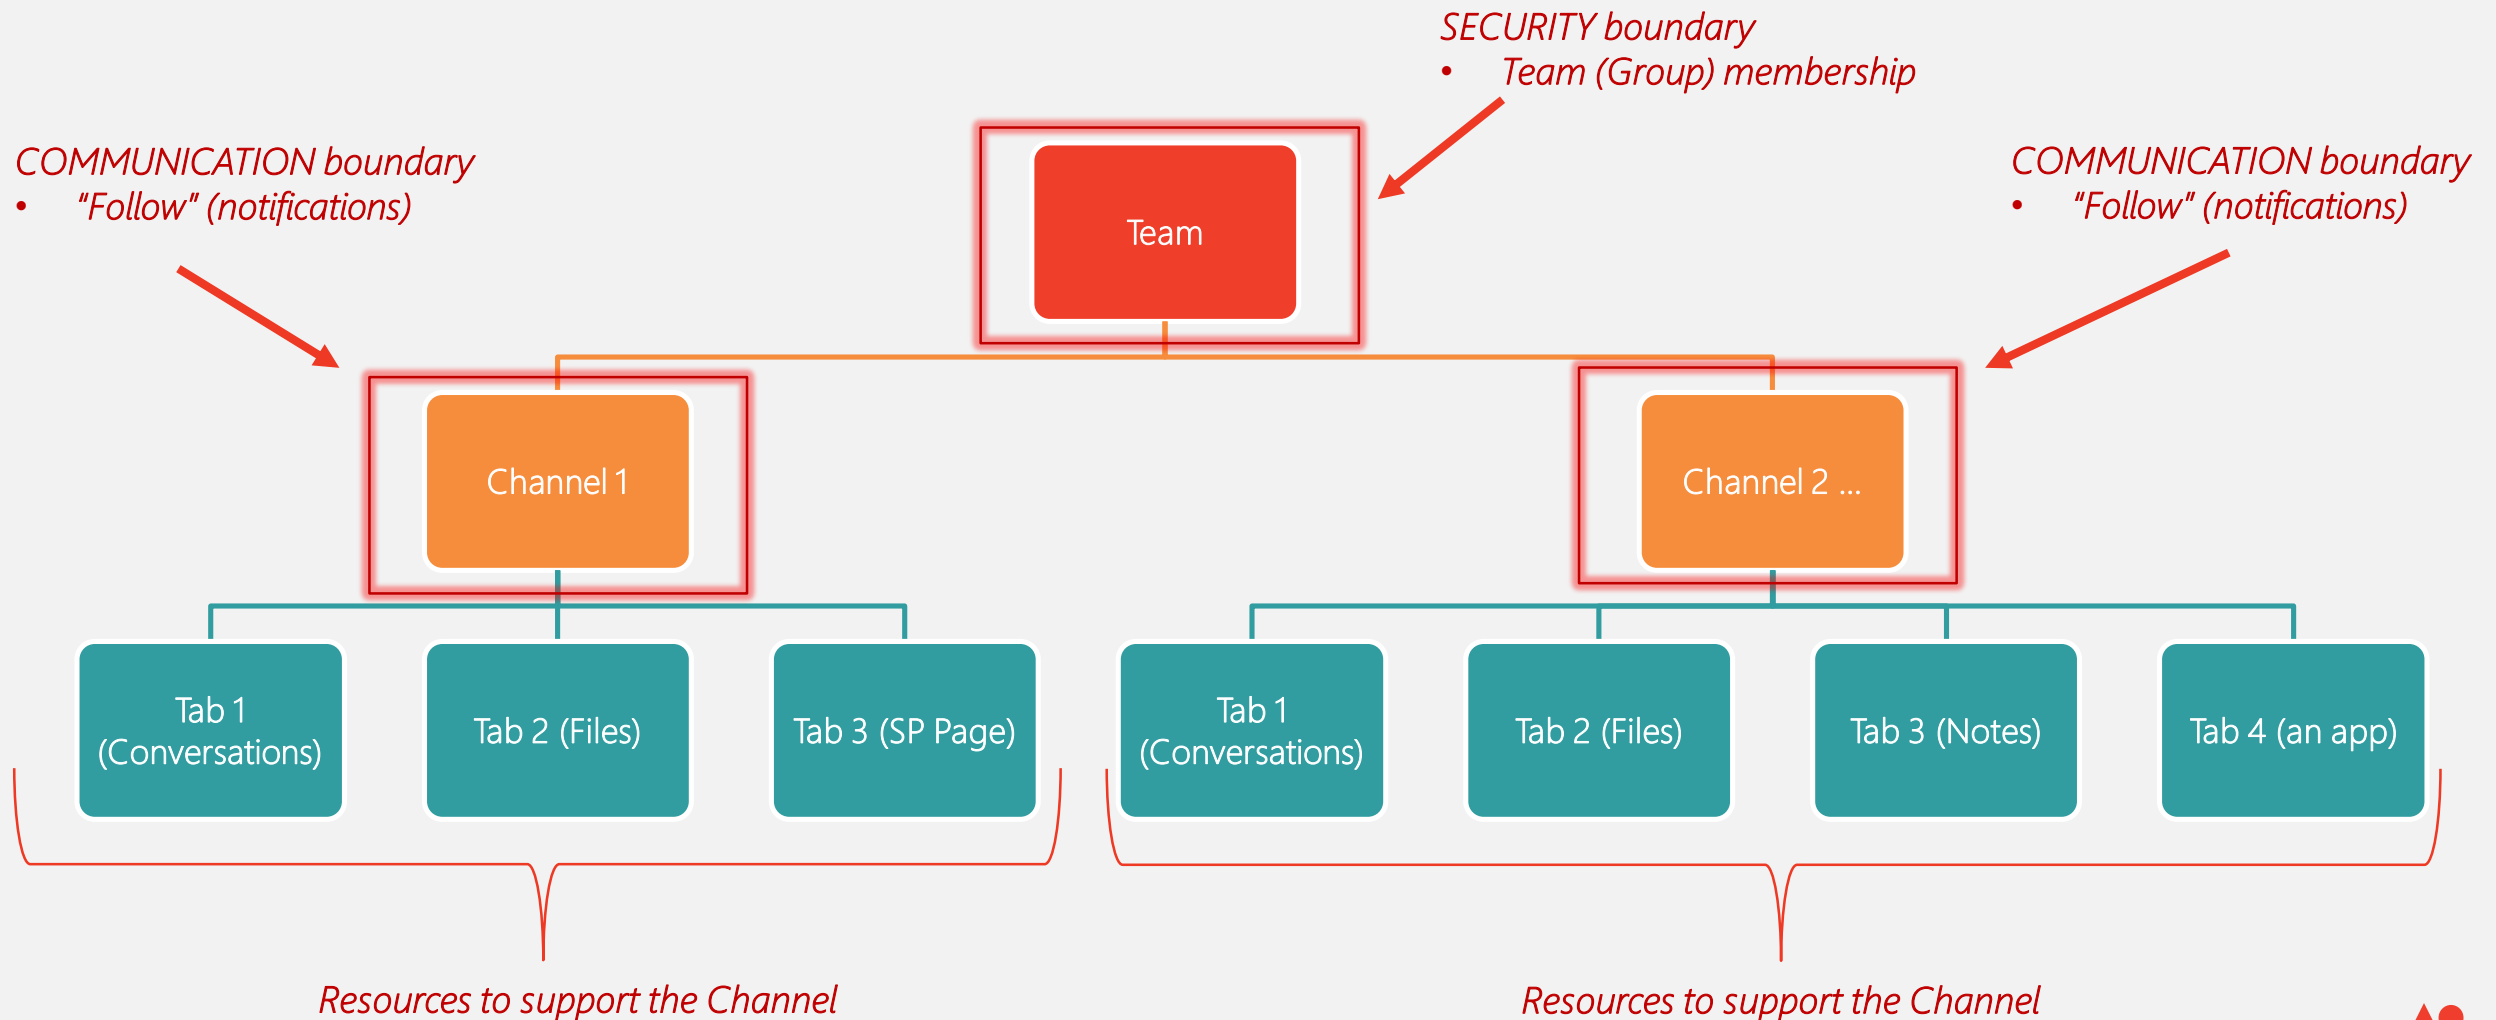 SECURITY boundary
• Team (Group) membership
COMMUNICATION boundary
• “Follow” (notifications)
COMMUNICATION boundary
• “Follow” (notifications)
Team
Channel 1
Channel 2 ...
Tab 1
(Conversations)
Tab 2 (Files)
Tab 3 (SP Page)
Tab 1
(Conversations)
Tab 2 (Files)
Tab 3 (Notes)
Tab 4 (an app)
Resources to support the Channel
Resources to support the Channel